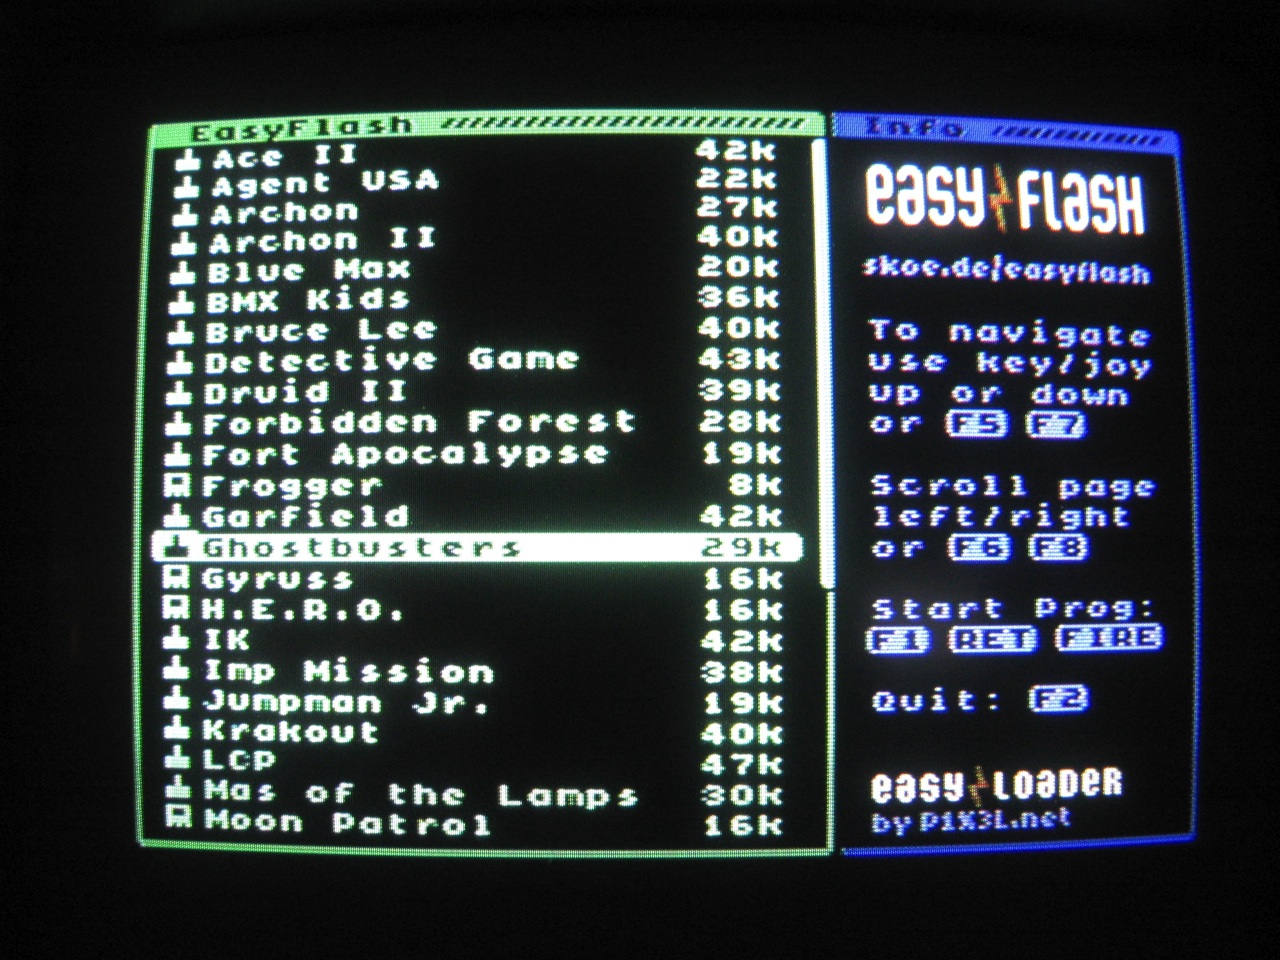 EasyFlash
Ace II 42k
Agent USA 22k
Archon 27k
Archon II 40k
Blue Max 20k
BMX Kids 36k
Bruce Lee 40k
Detective Game 43k
Druid II 39k
Forbidden Forest 28k
Fort Apocalypse 19k
Frogger 8k
Garfield 42k
Ghostbusters 29k
Gyruss 16k
H.E.R.O. 16k
IK 42k
Imp Mission 38k
Jumpman Jr. 19k
Krakout 40k
LCP 47k
Mas of the Lamps 30k
Moon Patrol 16k
Info
easy FLasH
skoe.de/easyflash
To navigate
use key/joy
up or down
or F5 F7
Scroll page
left/right
or F6 F8
Start Prog:
F1 RET FIRE
Quit: F2
easy LOADER
by P1X3L.net